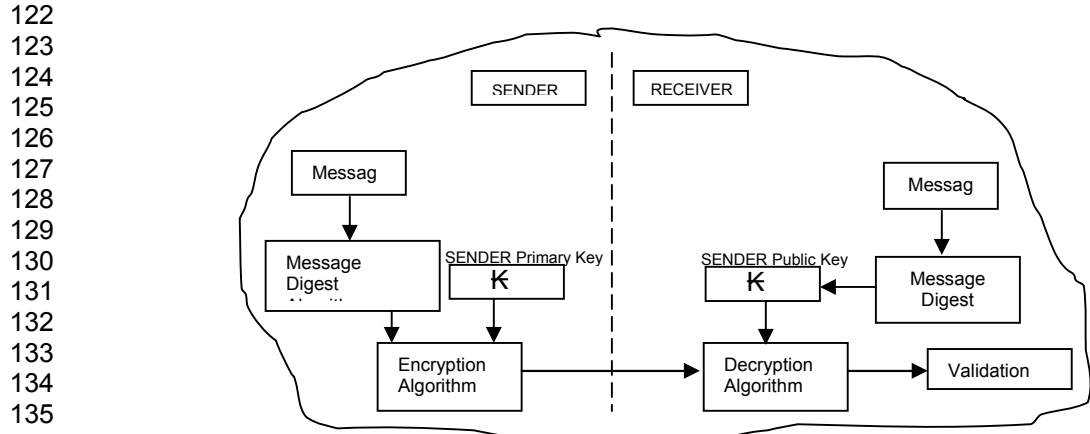 122
123
124
125
126
127
128
129
130
131
132
133
134
135
SENDER
RECEIVER
Messag
Messag
Message
Digest
SENDER Primary Key
K
SENDER Public Key
K
Message
Digest
Encryption
Algorithm
Decryption
Algorithm
Validation